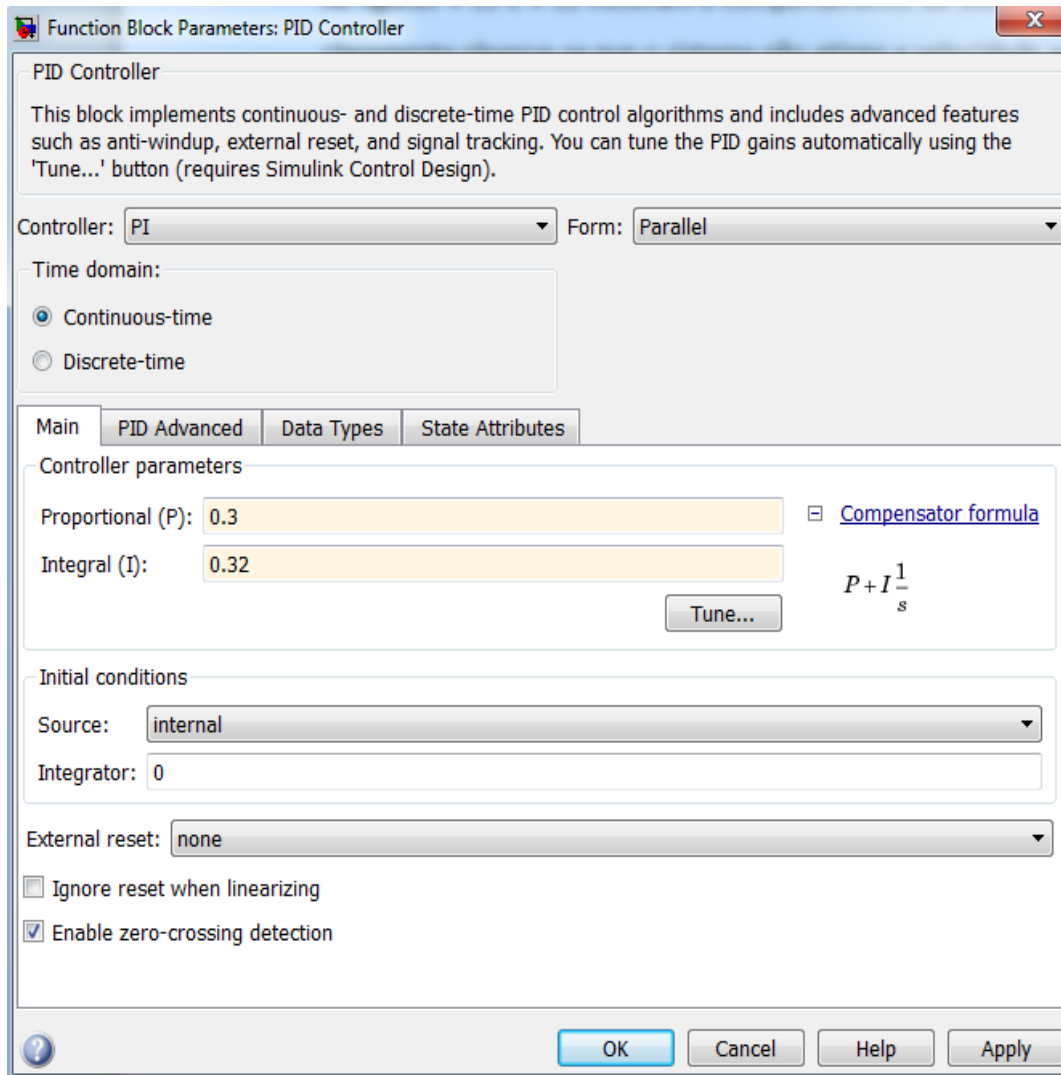 Function Block Parameters: PID Controller
PID Controller
This block implements continuous- and discrete-time PID control algorithms and includes advanced features
such as anti-windup, external reset, and signal tracking. You can tune the PID gains automatically using the
'Tune...' button (requires Simulink Control Design).
Controller: PI Form: Parallel
Time domain:
Continuous-time
Discrete-time
Main PID Advanced Data Types State Attributes
Controller parameters
Proportional (P): 0.3 Compensator formula
Integral (I): 0.32
P + I 1/s
Tune...
Initial conditions
Source: internal
Integrator: 0
External reset: none
Ignore reset when linearizing
Enable zero-crossing detection
OK Cancel Help Apply